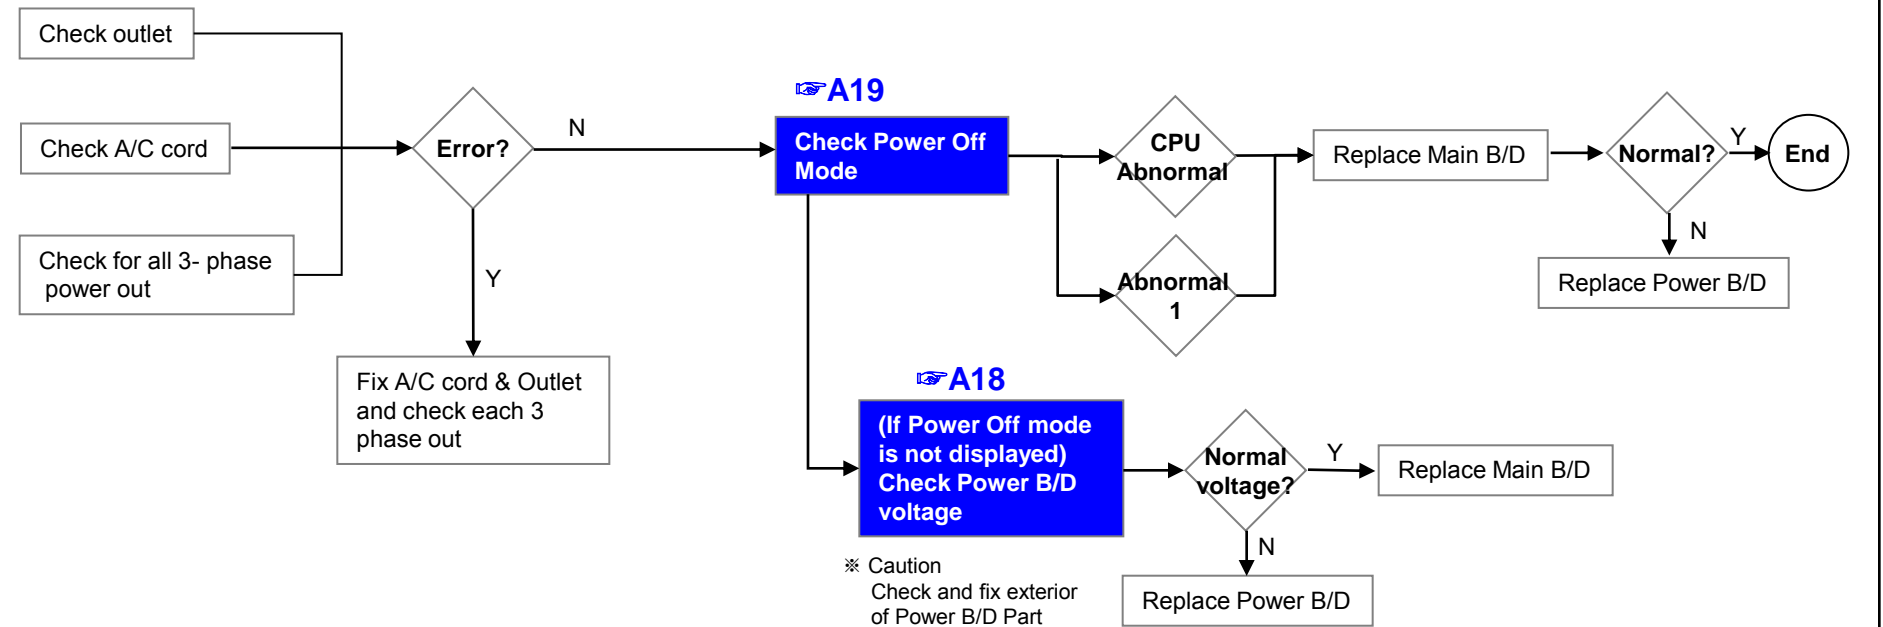 Check outlet
Check A/C cord
Check for all 3- phase
power out
Error?
N
Y
Fix A/C cord & Outlet
and check each 3
phase out
☞A19
Check Power Off
Mode
CPU
Abnormal
Abnormal
1
Replace Main B/D
Normal?
Y
End
N
Replace Power B/D
☞A18
(If Power Off mode
is not displayed)
Check Power B/D
voltage
※ Caution
Check and fix exterior
of Power B/D Part
Normal
voltage?
Y
Replace Main B/D
N
Replace Power B/D